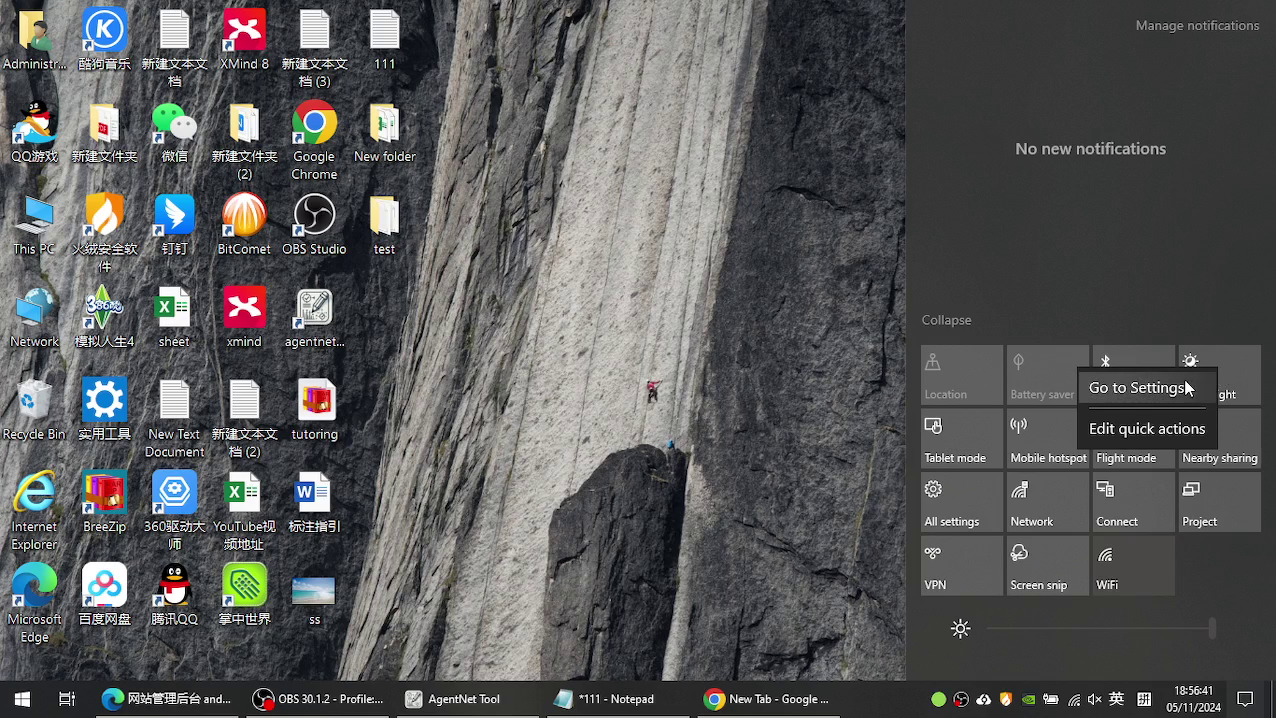 Administr...
酷狗音乐
新建文本文
档
XMind 8
新建文本文
档 (3)
111
QQ游戏
新建文件夹
微信
新建文件夹
(2)
Google
Chrome
New folder
This PC
火绒安全软
件
钉钉
BitComet
OBS Studio
test
Network
模拟人生4
sheet
xmind
agentnet...
Recycle Bin
实用工具
New Text
Document
新建文本文
档 (2)
tutoring
Internet
Explorer
BreeZip
360驱动大
师
YouTube视
频地址
标注指引
Microsoft
Edge
百度网盘
腾讯QQ
掌中世界
ss
Manage notifications
No new notifications
Collapse
Location
Battery saver
ght
Go to Settings
Edit quick actions
Tablet mode
Mobile hotspot
Flight mode
Nearby sharing
All settings
Network
Connect
Project
VPN
Screen snip
WiFi
网站管理后台 and...
OBS 30.1.2 - Profile...
AgentNet Tool
*111 - Notepad
New Tab - Google ...
英
18:56:41
05/11/2024